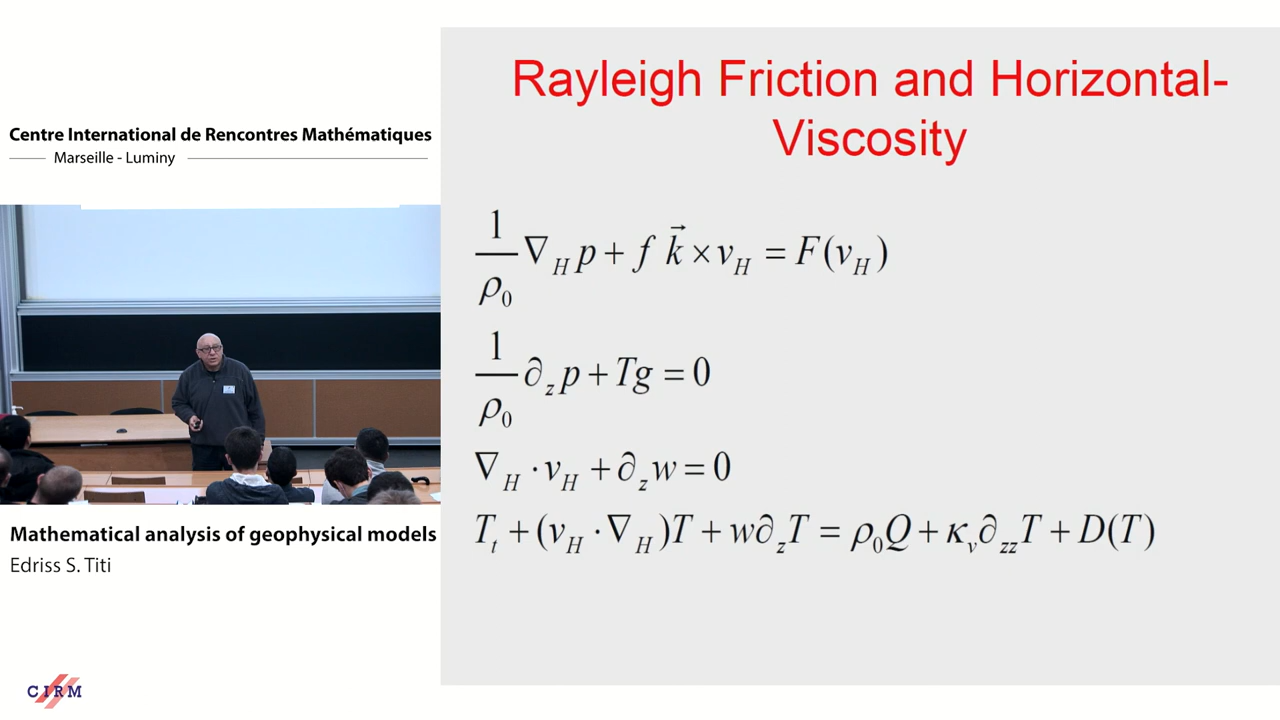 Centre International de Rencontres Mathématiques
Marseille - Luminy
Mathematical analysis of geophysical models
Edriss S. Titi
CIRM
Rayleigh Friction and Horizontal-
Viscosity
1/ρ₀ ∇_H p + f k⃗ × v_H = F(v_H)
1/ρ₀ ∂_z p + Tg = 0
∇_H · v_H + ∂_z w = 0
T_t + (v_H · ∇_H)T + w∂_z T = ρ₀Q + κ_v ∂_zz T + D(T)